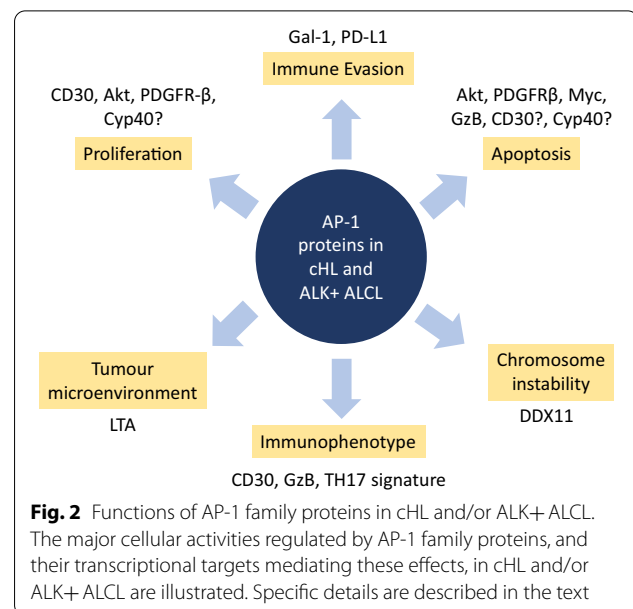 Gal-1, PD-L1
Immune Evasion
CD30, Akt, PDGFR-β,
Cyp40?
Proliferation
Akt, PDGFRβ, Myc,
GzB, CD30?, Cyp40?
Apoptosis
AP-1
proteins in
cHL and
ALK+ ALCL
Tumour
microenvironment
LTA
Chromosome
instability
DDX11
Immunophenotype
CD30, GzB, TH17 signature
Fig. 2 Functions of AP-1 family proteins in cHL and/or ALK+ ALCL.
The major cellular activities regulated by AP-1 family proteins, and
their transcriptional targets mediating these effects, in cHL and/or
ALK+ ALCL are illustrated. Specific details are described in the text